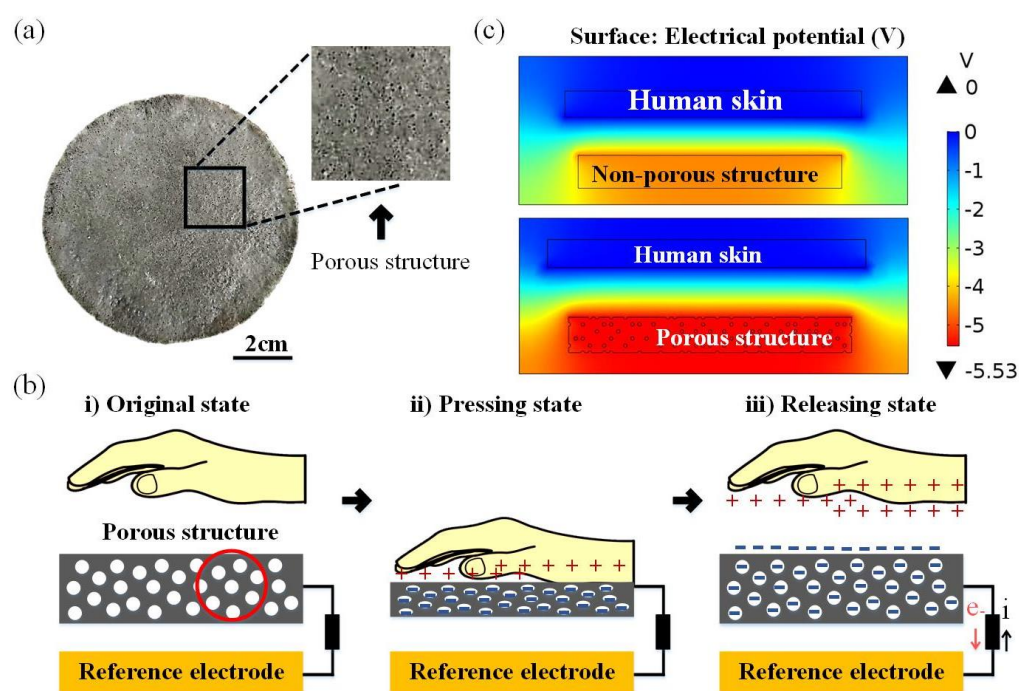 (a)
Porous structure
2cm
(c)
Surface: Electrical potential (V)
Human skin
Non-porous structure
Human skin
Porous structure
V
▲ 0
0
-1
-2
-3
-4
-5
▼ -5.53
(b)
i) Original state
ii) Pressing state
iii) Releasing state
Porous structure
e-
i
Reference electrode
Reference electrode
Reference electrode